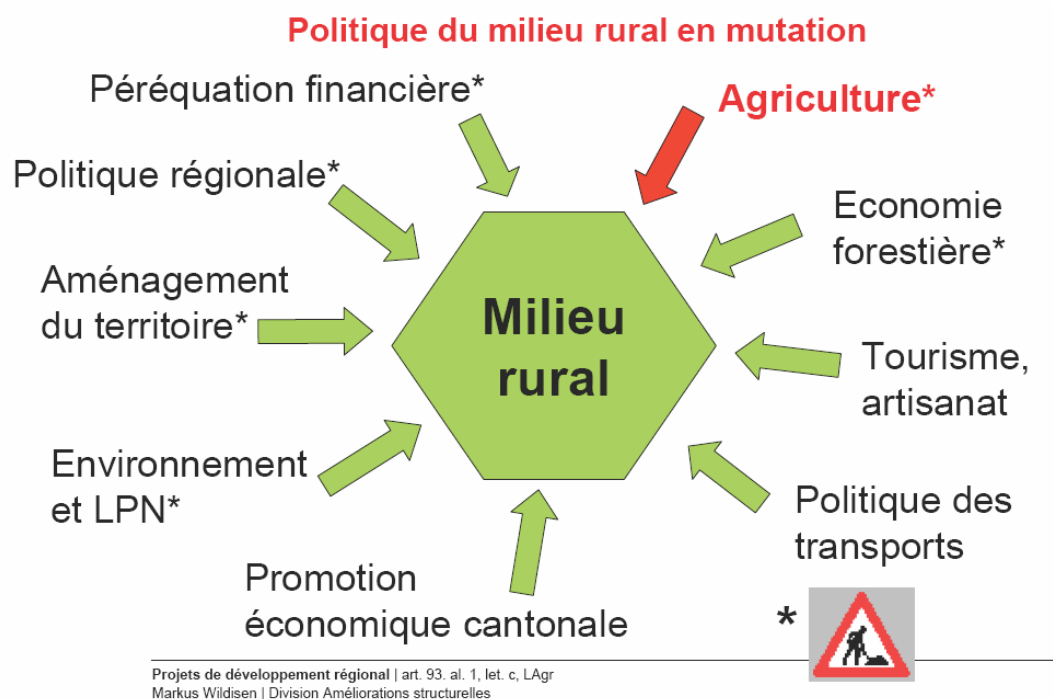 Politique du milieu rural en mutation
Péréquation financière*
Agriculture*
Politique régionale*
Economie
forestière*
Aménagement
du territoire*
Milieu
rural
Tourisme,
artisanat
Environnement
et LPN*
Politique des
transports
Promotion
économique cantonale
*
Projets de développement régional | art. 93. al. 1, let. c, LAgr
Markus Wildisen | Division Améliorations structurelles